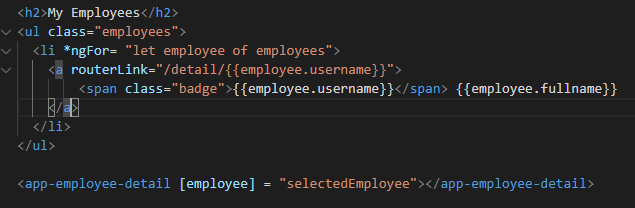 <h2>My Employees</h2>
<ul class="employees">
<li *ngFor= "let employee of employees">
<a routerLink="/detail/{{employee.username}}">
<span class="badge">{{employee.username}}</span> {{employee.fullname}}
</a>
</li>
</ul>
<app-employee-detail [employee] = "selectedEmployee"></app-employee-detail>